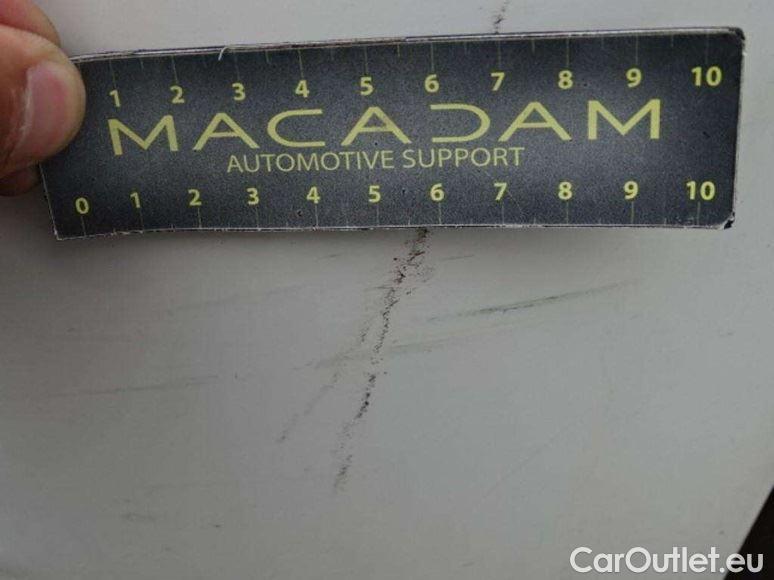 1 2 3 4 5 6 7 8 9 10
MACADAM
AUTOMOTIVE SUPPORT
0 1 2 3 4 5 6 7 8 9 10
CarOutlet.eu